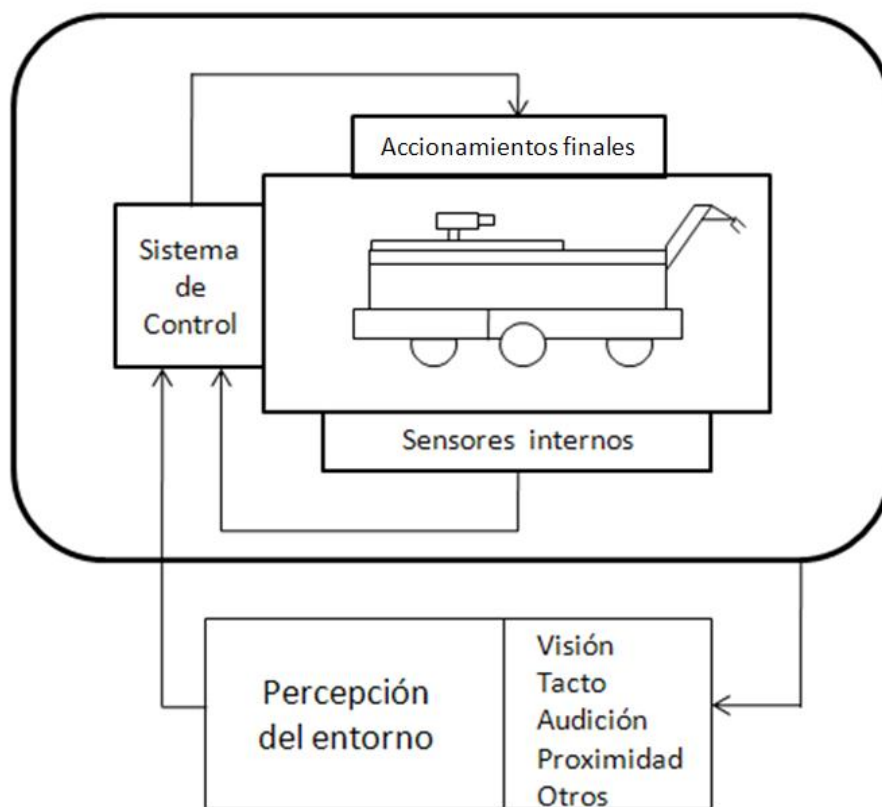 Accionamientos finales
Sistema
de
Control
Sensores internos
Percepción
del entorno
Visión
Tacto
Audición
Proximidad
Otros